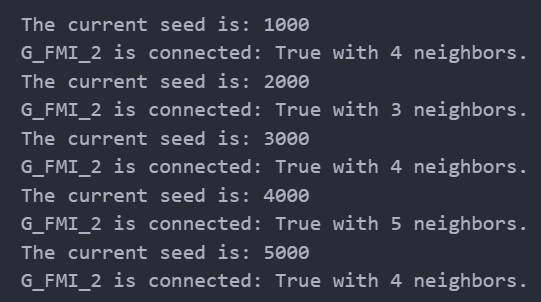 The current seed is: 1000
G_FMI_2 is connected: True with 4 neighbors.
The current seed is: 2000
G_FMI_2 is connected: True with 3 neighbors.
The current seed is: 3000
G_FMI_2 is connected: True with 4 neighbors.
The current seed is: 4000
G_FMI_2 is connected: True with 5 neighbors.
The current seed is: 5000
G_FMI_2 is connected: True with 4 neighbors.